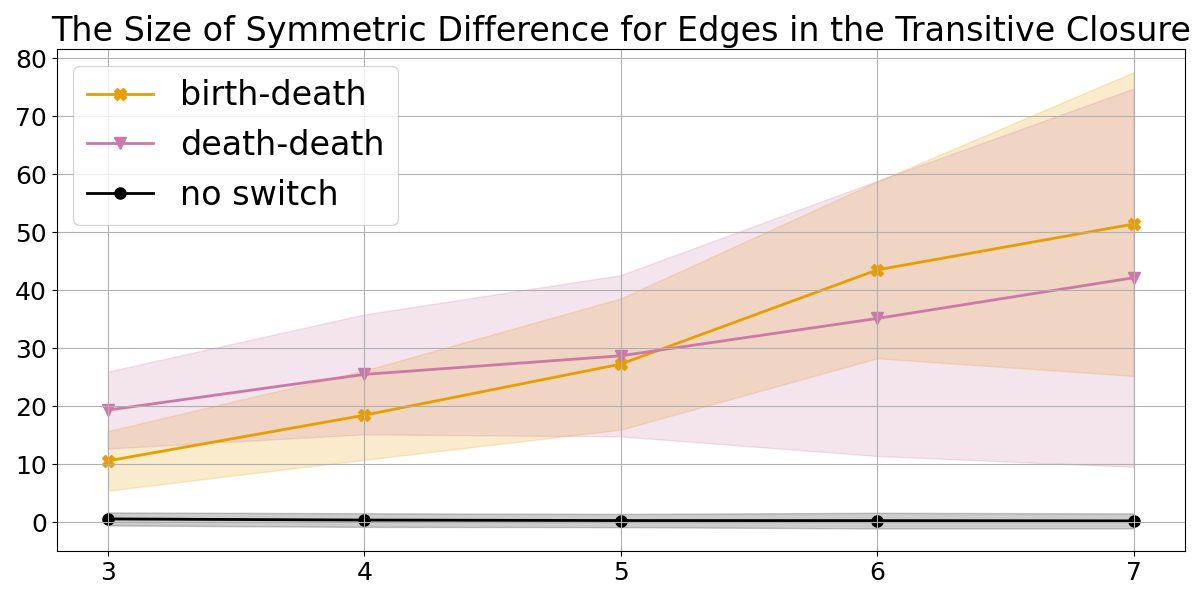 The Size of Symmetric Difference for Edges in the Transitive Closure
80
70
60
50
40
30
20
10
0
birth-death
death-death
no switch
3 4 5 6 7